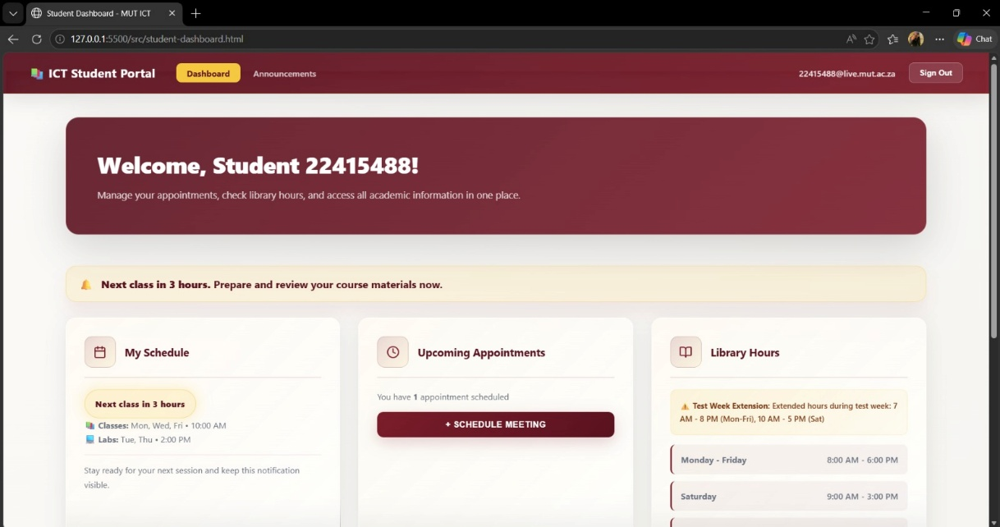 Student Dashboard - MUT ICT
127.0.0.1:5500/src/student-dashboard.html
Chat
ICT Student Portal
Dashboard
Announcements
22415488@live.mut.ac.za
Sign Out
Welcome, Student 22415488!
Manage your appointments, check library hours, and access all academic information in one place.
Next class in 3 hours. Prepare and review your course materials now.
My Schedule
Next class in 3 hours
Classes: Mon, Wed, Fri • 10:00 AM
Labs: Tue, Thu • 2:00 PM
Stay ready for your next session and keep this notification
visible.
Upcoming Appointments
You have 1 appointment scheduled
+ SCHEDULE MEETING
Library Hours
Test Week Extension: Extended hours during test week: 7
AM - 8 PM (Mon-Fri), 10 AM - 5 PM (Sat)
Monday - Friday 8:00 AM - 6:00 PM
Saturday 9:00 AM - 3:00 PM